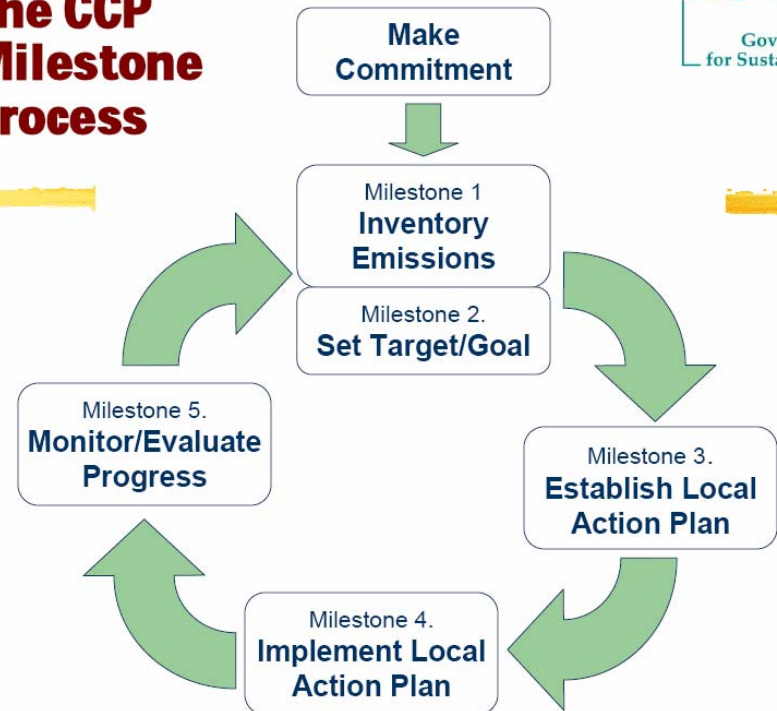 he CCP
Milestone
rocess
Gov
for Susta
Make
Commitment
Milestone 1
Inventory
Emissions
Milestone 2.
Set Target/Goal
Milestone 3.
Establish Local
Action Plan
Milestone 4.
Implement Local
Action Plan
Milestone 5.
Monitor/Evaluate
Progress